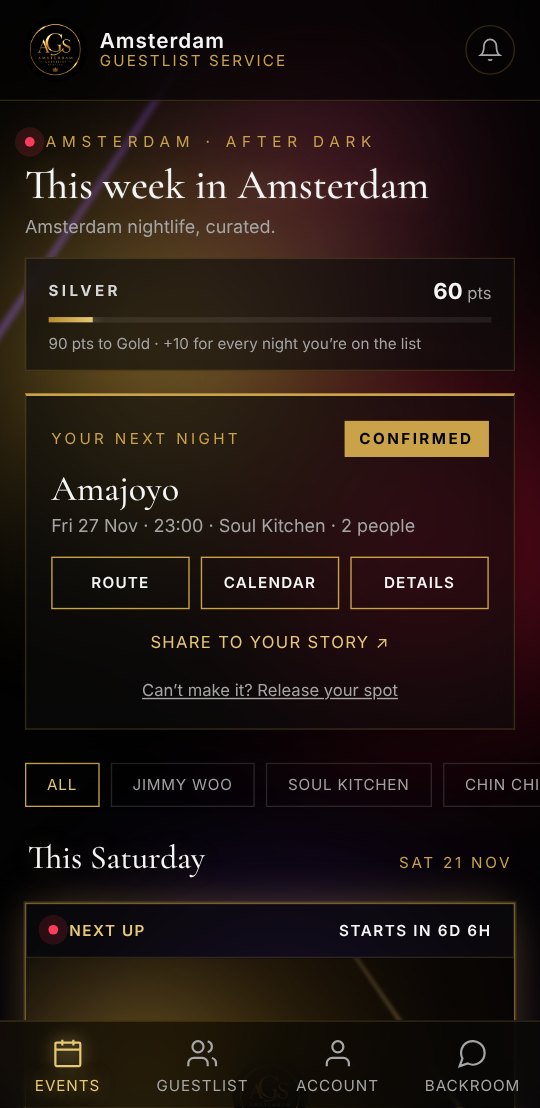 AGS
AMSTERDAM
Amsterdam
GUESTLIST SERVICE
AMSTERDAM · AFTER DARK
This week in Amsterdam
Amsterdam nightlife, curated.
SILVER
60 pts
90 pts to Gold · +10 for every night you’re on the list
YOUR NEXT NIGHT
CONFIRMED
Amajoyo
Fri 27 Nov · 23:00 · Soul Kitchen · 2 people
ROUTE
CALENDAR
DETAILS
SHARE TO YOUR STORY ↗
Can’t make it? Release your spot
ALL
JIMMY WOO
SOUL KITCHEN
CHIN CHI
This Saturday
SAT 21 NOV
NEXT UP
STARTS IN 6D 6H
EVENTS
GUESTLIST
AGS
ACCOUNT
BACKROOM